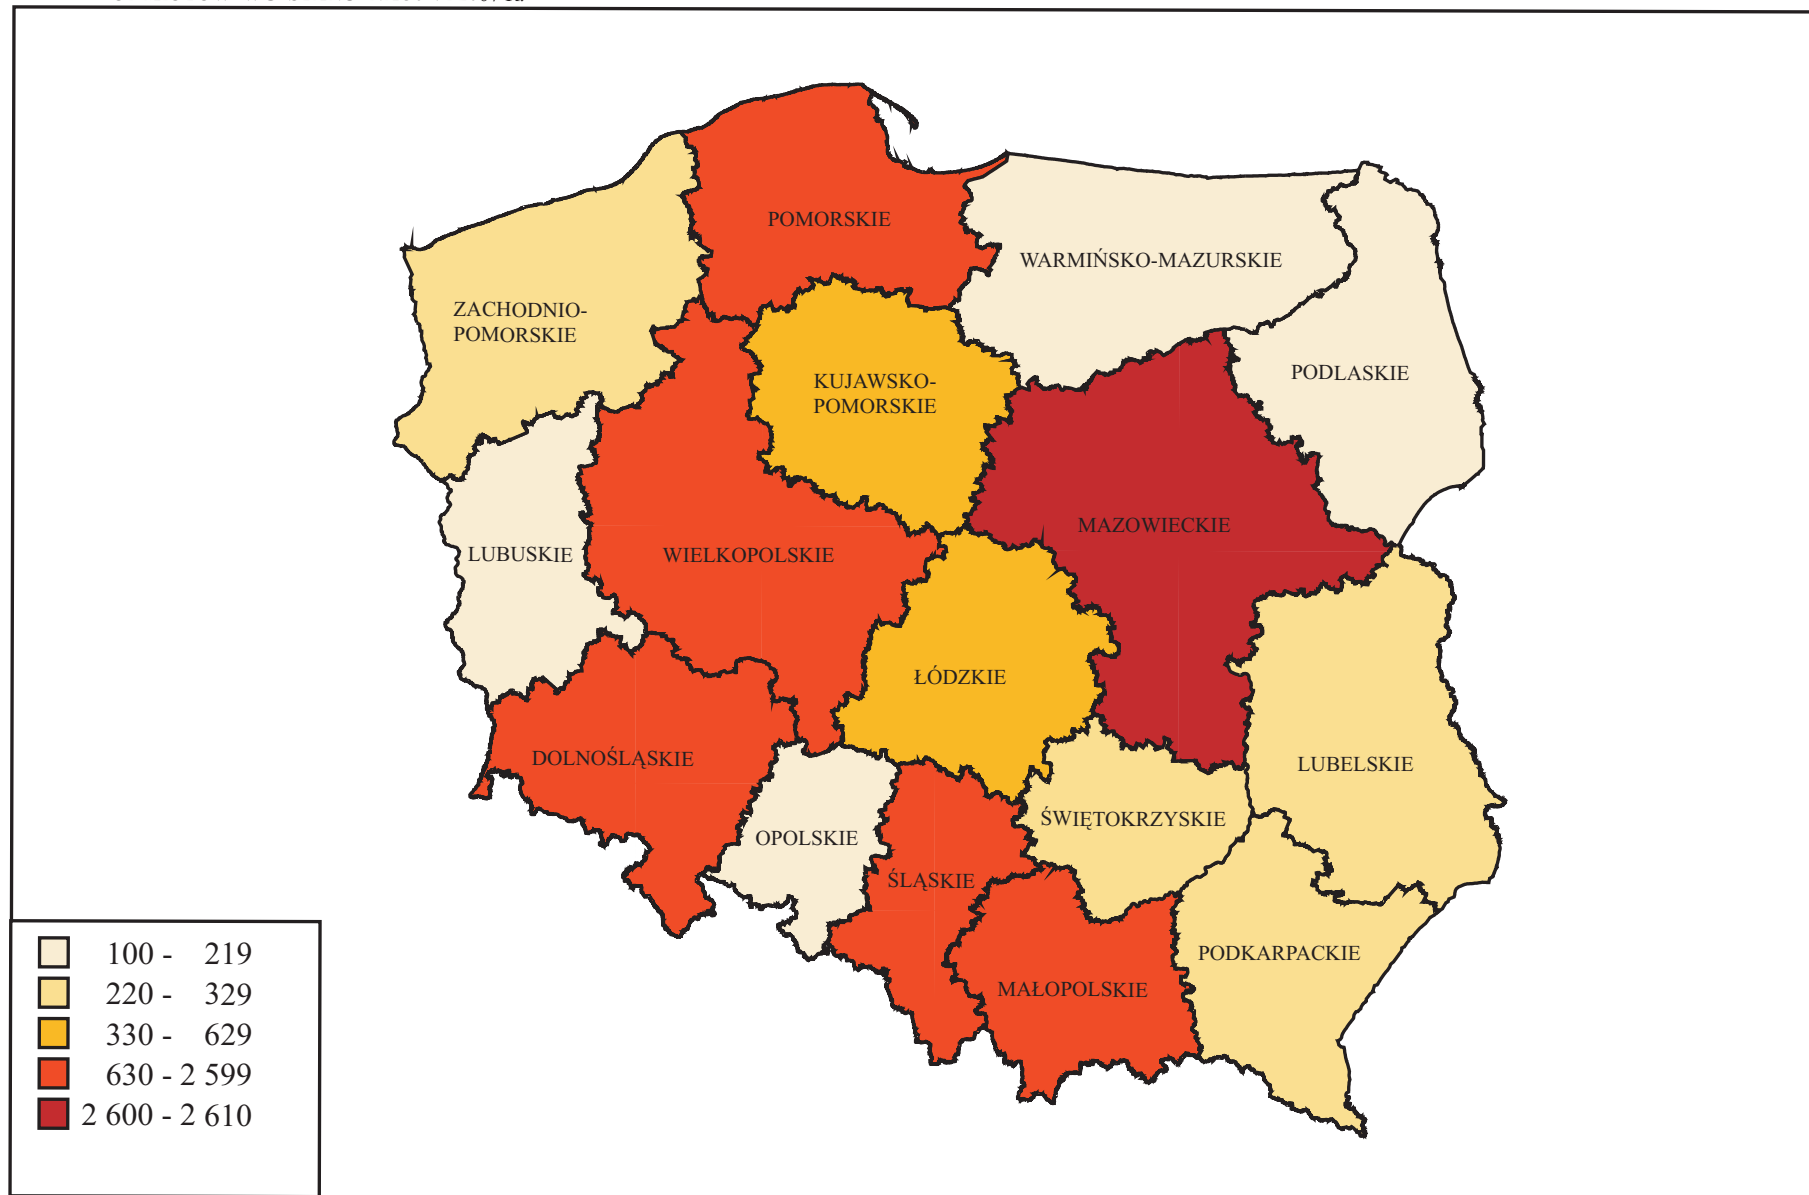 POMORSKIE
WARMIŃSKO-MAZURSKIE
ZACHODNIO-
POMORSKIE
PODLASKIE
KUJAWSKO-
POMORSKIE
MAZOWIECKIE
LUBUSKIE
WIELKOPOLSKIE
ŁÓDZKIE
DOLNOŚLĄSKIE
LUBELSKIE
ŚWIĘTOKRZYSKIE
OPOLSKIE
ŚLĄSKIE
PODKARPACKIE
MAŁOPOLSKIE
100 - 219
220 - 329
330 - 629
630 - 2 599
2 600 - 2 610